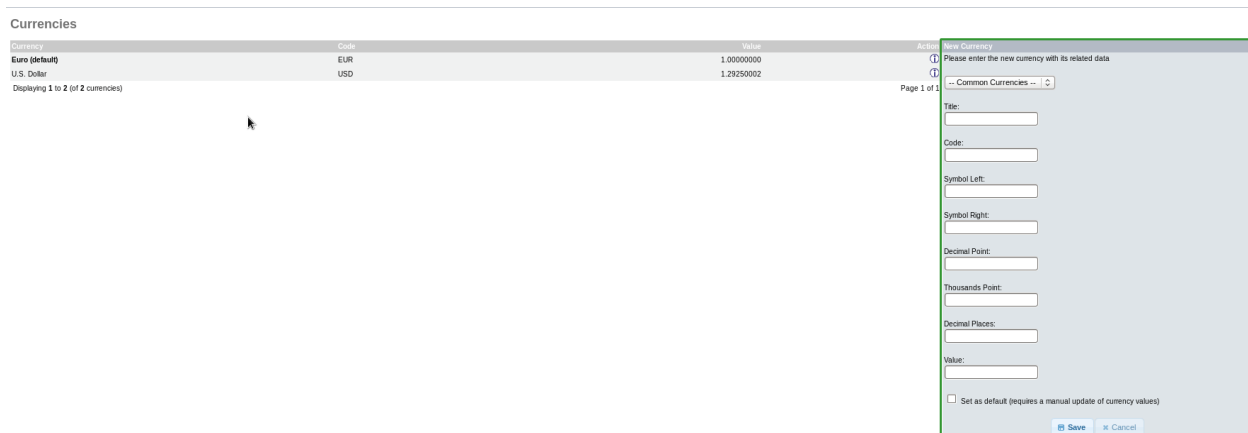 Currencies
Currency Code Value Action
Euro (default) EUR 1.00000000
U.S. Dollar USD 1.29250002
Displaying 1 to 2 (of 2 currencies) Page 1 of 1
New Currency
Please enter the new currency with its related data
-- Common Currencies --
Title:
Code:
Symbol Left:
Symbol Right:
Decimal Point:
Thousands Point:
Decimal Places:
Value:
Set as default (requires a manual update of currency values)
Save Cancel